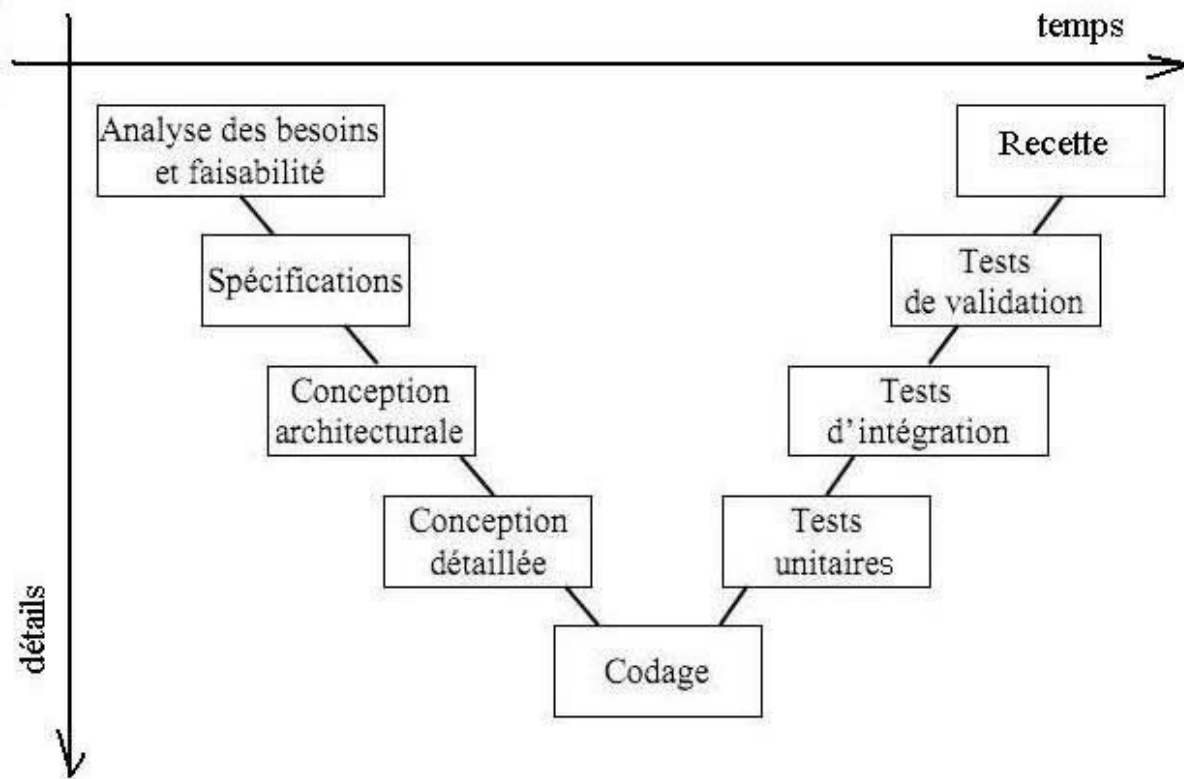 temps
Analyse des besoins
et faisabilité
Recette
Spécifications
Tests
de validation
Conception
architecturale
Tests
d'intégration
Conception
détaillée
Tests
unitaires
détails
Codage